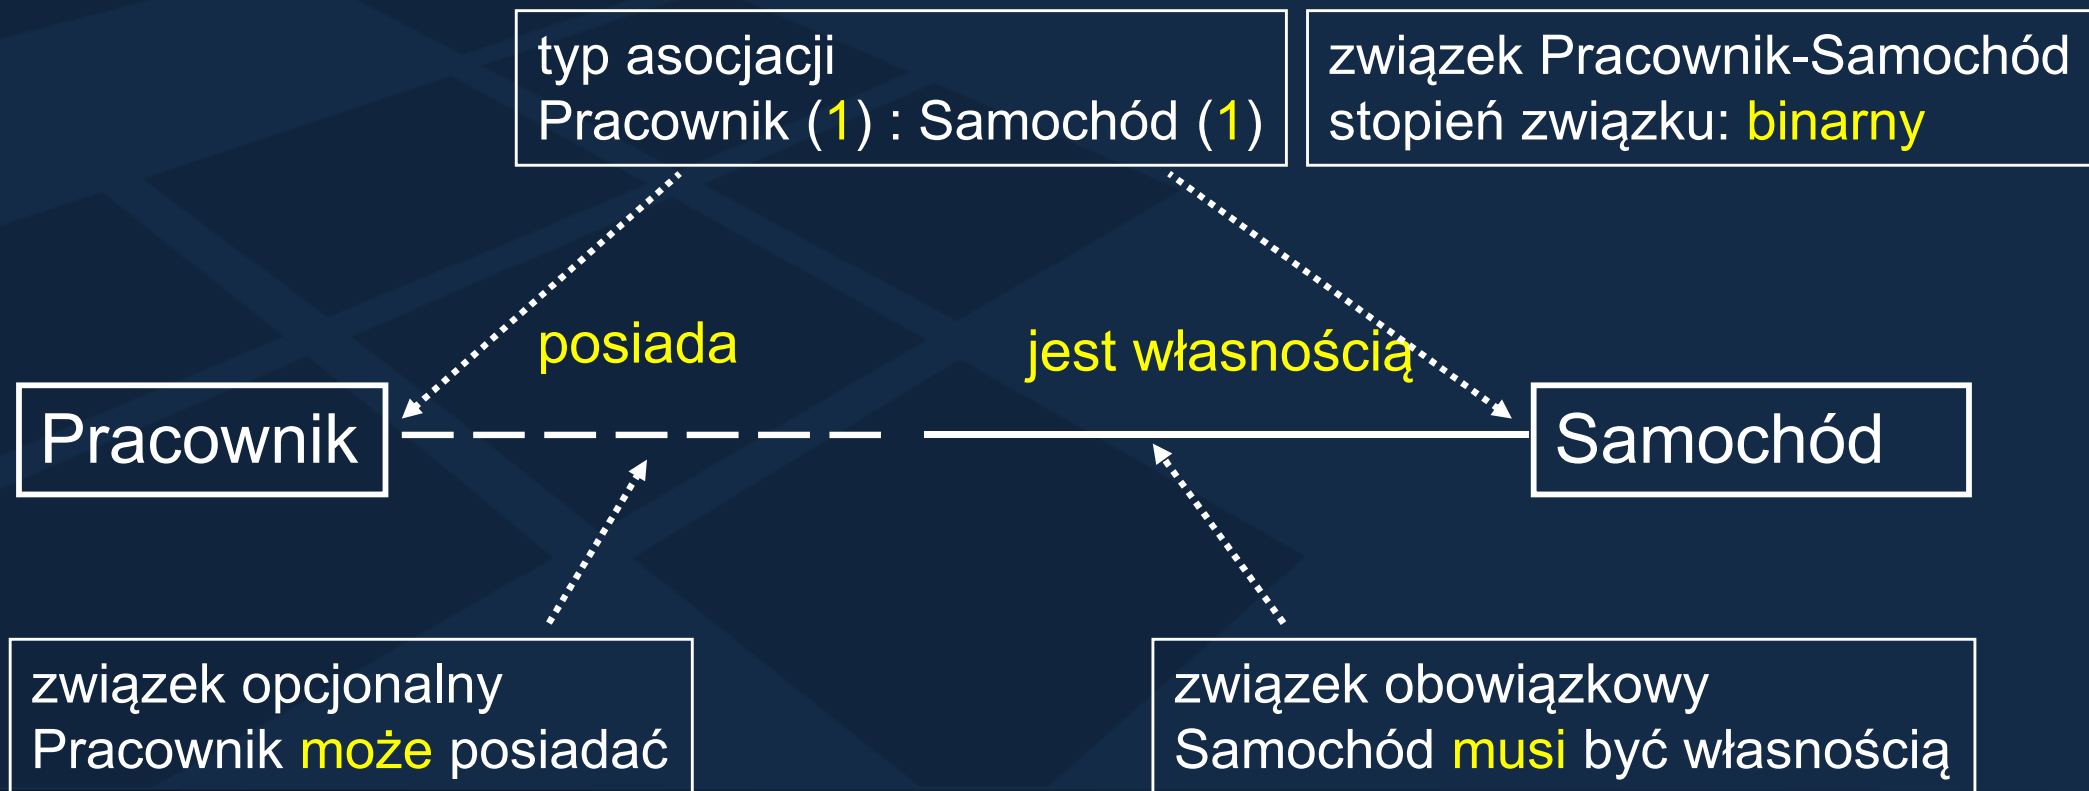 typ asocjacji
Pracownik (1) : Samochód (1)
związek Pracownik-Samochód
stopień związku: binarny
posiada
jest własnością
Pracownik
Samochód
związek opcjonalny
Pracownik może posiadać
związek obowiązkowy
Samochód musi być własnością